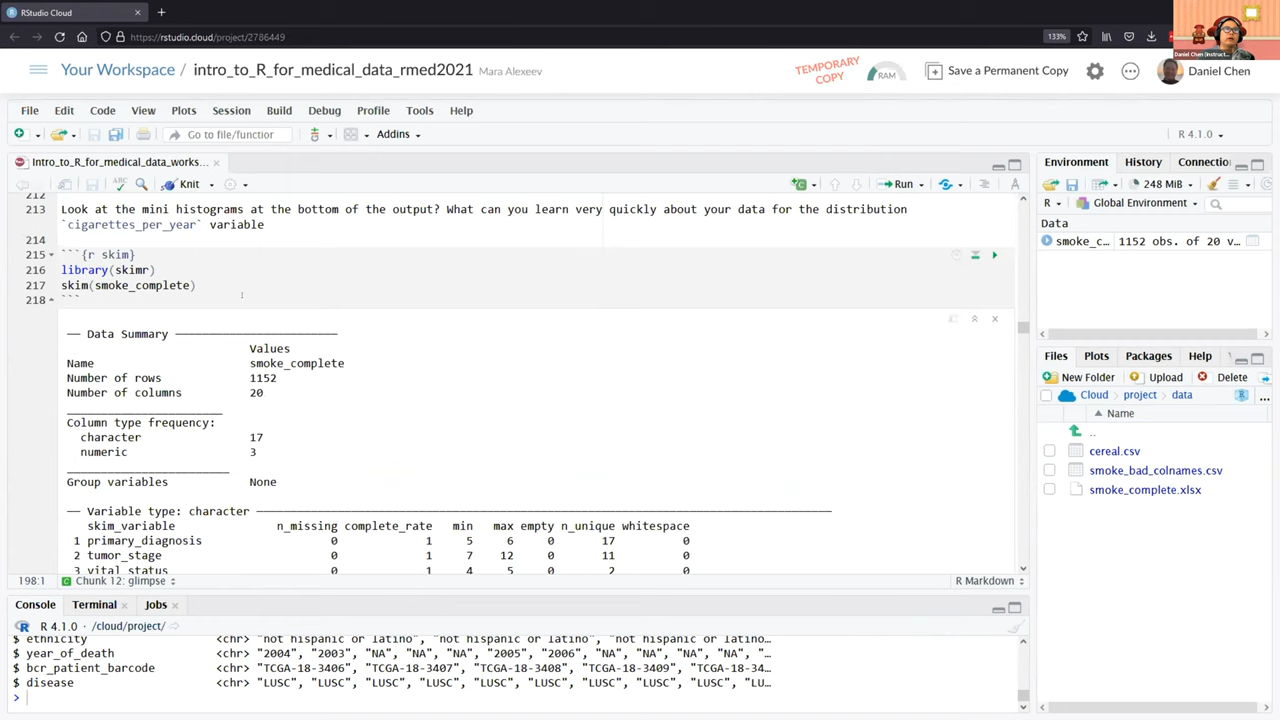 RStudio Cloud
https://rstudio.cloud/project/2786449
133%
Daniel Chen (Instruct...
Your Workspace / intro_to_R_for_medical_data_rmed2021 Mara Alexeev
TEMPORARY COPY
RAM
Save a Permanent Copy
Daniel Chen
File Edit Code View Plots Session Build Debug Profile Tools Help
Go to file/functior
Addins
R 4.1.0
Intro_to_R_for_medical_data_works...
Knit
Run
212
213 Look at the mini histograms at the bottom of the output? What can you learn very quickly about your data for the distribution
`cigarettes_per_year` variable
214
215 ```{r skim}
216 library(skimr)
217 skim(smoke_complete)
218 ```
── Data Summary ────────────────────────
Values
Name smoke_complete
Number of rows 1152
Number of columns 20
_______________________
Column type frequency:
character 17
numeric 3
________________________
Group variables None
── Variable type: character ────────────────────────
skim_variable n_missing complete_rate min max empty n_unique whitespace
1 primary_diagnosis 0 1 5 6 0 17 0
2 tumor_stage 0 1 7 12 0 11 0
3 vital_status 0 1 4 5 0 2 0
198:1 Chunk 12: glimpse R Markdown
Console Terminal Jobs
R 4.1.0 · /cloud/project/
$ ethnicity <chr> "not hispanic or latino", "not hispanic or latino", "not hispanic or latino…
$ year_of_death <chr> "2004", "2003", "NA", "NA", "NA", "2005", "2006", "NA", "NA", "NA", "NA", "…
$ bcr_patient_barcode <chr> "TCGA-18-3406", "TCGA-18-3407", "TCGA-18-3408", "TCGA-18-3409", "TCGA-18-34…
$ disease <chr> "LUSC", "LUSC", "LUSC", "LUSC", "LUSC", "LUSC", "LUSC", "LUSC", "LUSC", "LU…
>
Environment History Connectio
248 MiB
R Global Environment
Data
smoke_c… 1152 obs. of 20 v…
Files Plots Packages Help
New Folder Upload Delete
Cloud project data
Name
..
cereal.csv
smoke_bad_colnames.csv
smoke_complete.xlsx